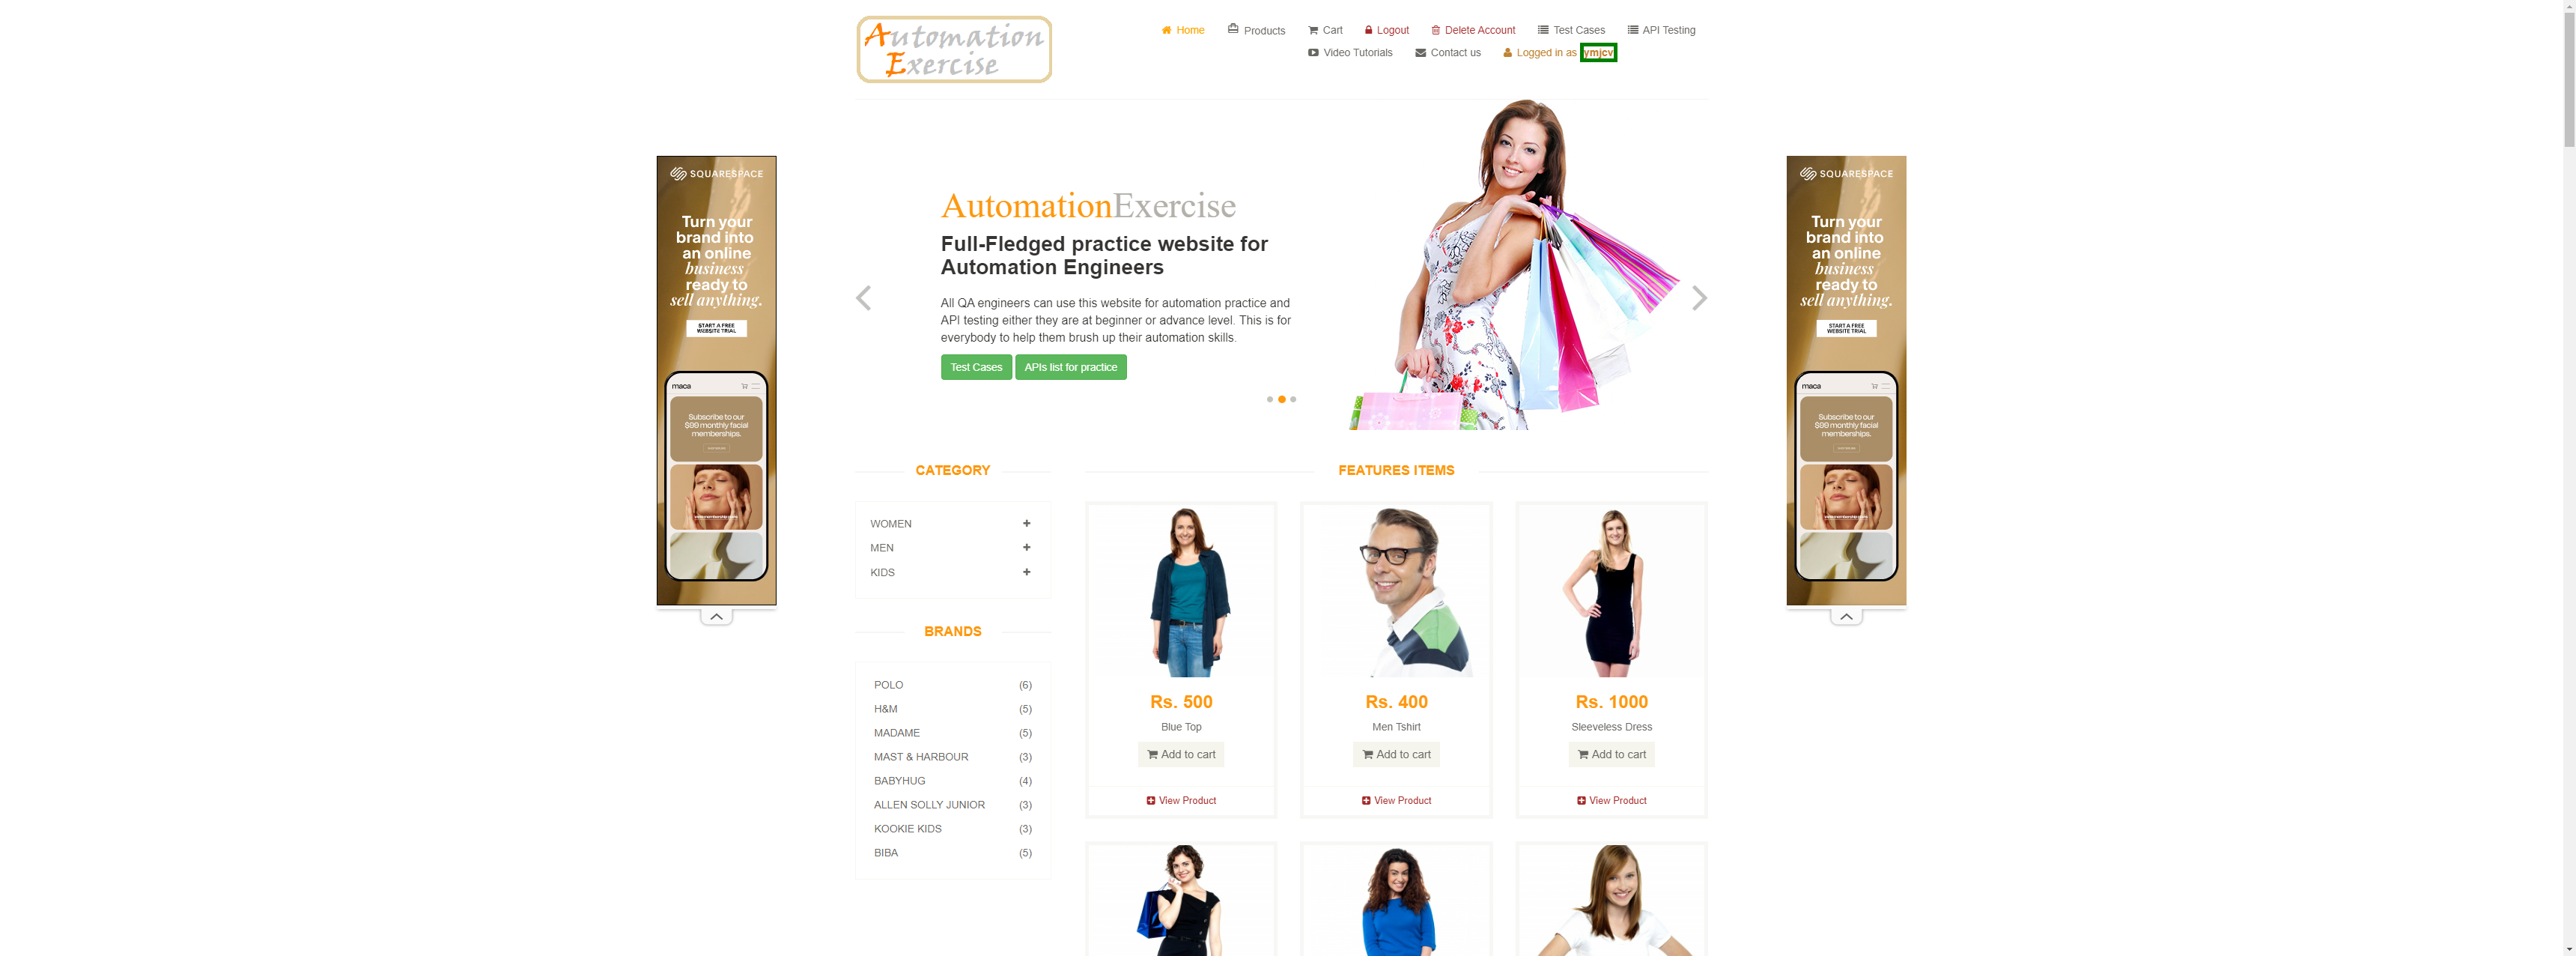 Automation
Exercise
Home
Products
Cart
Logout
Delete Account
Test Cases
API Testing
Video Tutorials
Contact us
Logged in as ymjcv
SQUARESPACE
Turn your
brand into
an online
business
ready to
sell anything.
START A FREE
WEBSITE TRIAL
maca
Subscribe to our
$99 monthly facial
memberships.
AutomationExercise
Full-Fledged practice website for
Automation Engineers
All QA engineers can use this website for automation practice and
API testing either they are at beginner or advance level. This is for
everybody to help them brush up their automation skills.
Test Cases
APIs list for practice
SQUARESPACE
Turn your
brand into
an online
business
ready to
sell anything.
START A FREE
WEBSITE TRIAL
maca
Subscribe to our
$99 monthly facial
memberships.
CATEGORY
WOMEN
MEN
KIDS
BRANDS
POLO (6)
H&M (5)
MADAME (5)
MAST & HARBOUR (3)
BABYHUG (4)
ALLEN SOLLY JUNIOR (3)
KOOKIE KIDS (3)
BIBA (5)
FEATURES ITEMS
Rs. 500
Blue Top
Add to cart
View Product
Rs. 400
Men Tshirt
Add to cart
View Product
Rs. 1000
Sleeveless Dress
Add to cart
View Product